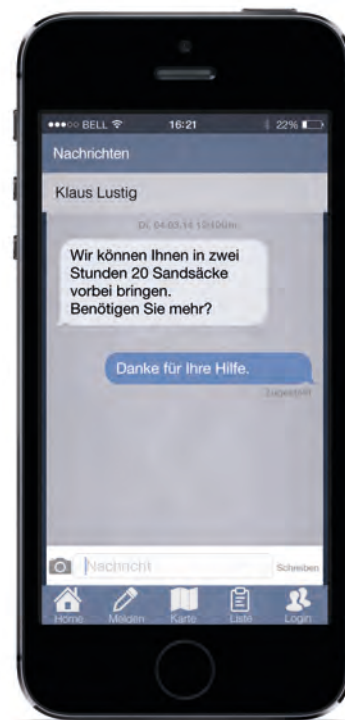 BELL 16:21 22%
Nachrichten
Klaus Lustig
Wir können Ihnen in zwei
Stunden 20 Sandsäcke
vorbei bringen.
Benötigen Sie mehr?
Danke für Ihre Hilfe.
Zugestellt
Nachricht Schreiben
Home Melden Karte Liste Login